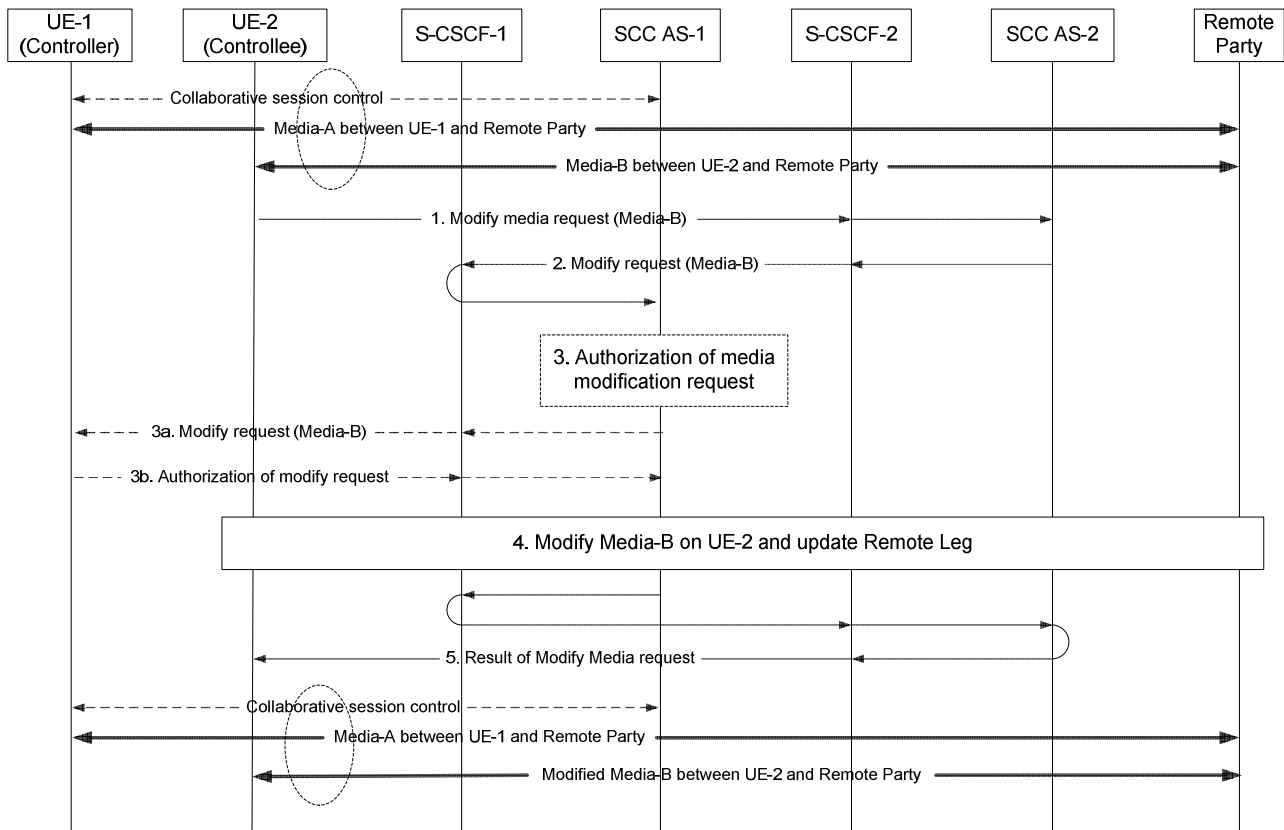 UE-1
(Controller)
UE-2
(Controllee)
S-CSCF-1
SCC AS-1
S-CSCF-2
SCC AS-2
Remote
Party
Collaborative session control
Media-A between UE-1 and Remote Party
Media-B between UE-2 and Remote Party
1. Modify media request (Media-B)
2. Modify request (Media-B)
3. Authorization of media
modification request
3a. Modify request (Media-B)
3b. Authorization of modify request
4. Modify Media-B on UE-2 and update Remote Leg
5. Result of Modify Media request
Collaborative session control
Media-A between UE-1 and Remote Party
Modified Media-B between UE-2 and Remote Party